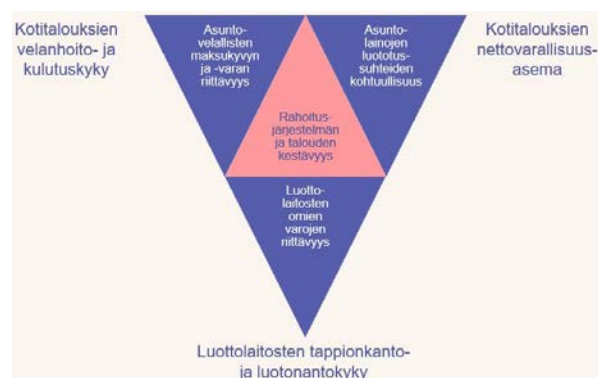 Kotitalouksien
velanhoito- ja
kulutuskyky
Asunto-
velallisten
maksukyvyn
ja -varan
riittävyys
Asunto-
lainojen
luototus-
suhteiden
kohtuullisuus
Kotitalouksien
nettovarallisuus-
asema
Rahoitus-
järjestelmän
ja talouden
kestävyys
Luotto-
laitosten
omien
varojen
riittävyys
Luottolaitosten tappionkanto-
ja luotonantokyky